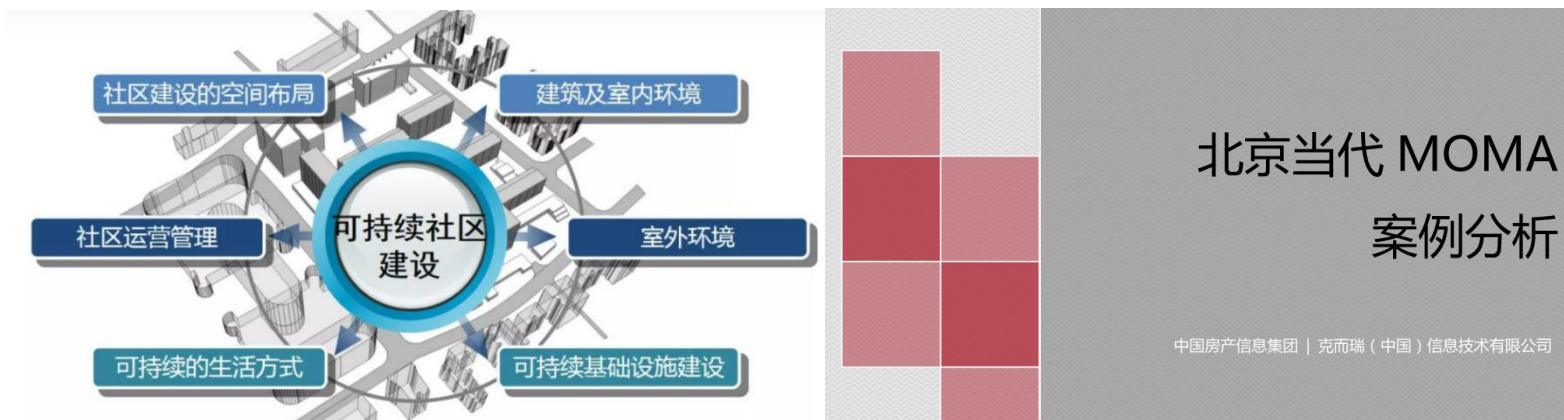 社区建设的空间布局
建筑及室内环境
社区运营管理
可持续社区
建设
室外环境
可持续的生活方式
可持续基础设施建设
北京当代 MOMA
案例分析
中国房产信息集团 | 克而瑞（中国）信息技术有限公司